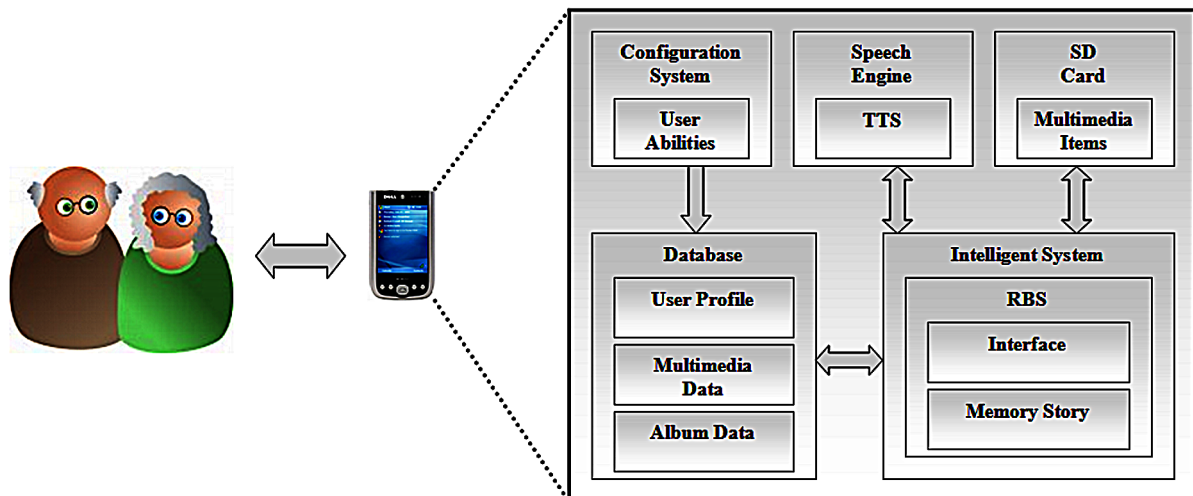 Configuration
System
User
Abilities
Speech
Engine
TTS
SD
Card
Multimedia
Items
DELL
Database
User Profile
Multimedia
Data
Album Data
Intelligent System
RBS
Interface
Memory Story